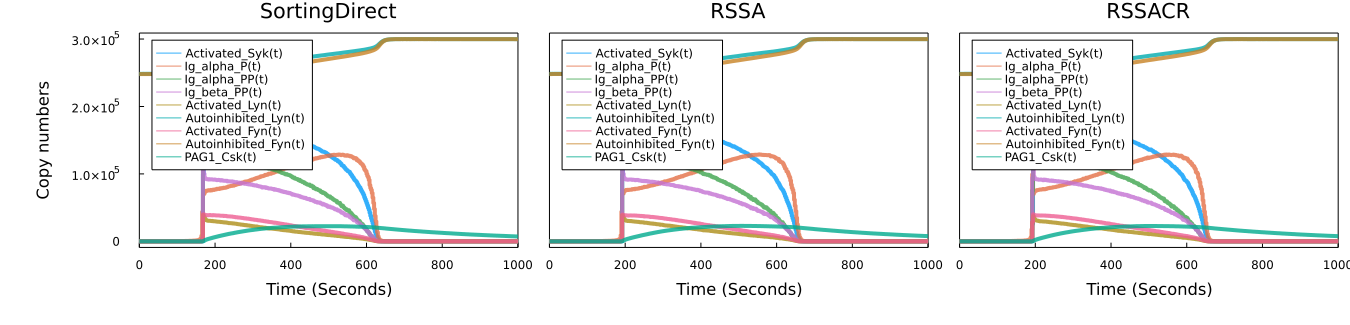 SortingDirect
Copy numbers
3.0×10⁵
2.0×10⁵
1.0×10⁵
0
Activated_Syk(t)
Ig_alpha_P(t)
Ig_alpha_PP(t)
Ig_beta_PP(t)
Activated_Lyn(t)
Autoinhibited_Lyn(t)
Activated_Fyn(t)
Autoinhibited_Fyn(t)
PAG1_Csk(t)
0 200 400 600 800 1000
Time (Seconds)
RSSA
Activated_Syk(t)
Ig_alpha_P(t)
Ig_alpha_PP(t)
Ig_beta_PP(t)
Activated_Lyn(t)
Autoinhibited_Lyn(t)
Activated_Fyn(t)
Autoinhibited_Fyn(t)
PAG1_Csk(t)
0 200 400 600 800 1000
Time (Seconds)
RSSACR
Activated_Syk(t)
Ig_alpha_P(t)
Ig_alpha_PP(t)
Ig_beta_PP(t)
Activated_Lyn(t)
Autoinhibited_Lyn(t)
Activated_Fyn(t)
Autoinhibited_Fyn(t)
PAG1_Csk(t)
0 200 400 600 800 1000
Time (Seconds)